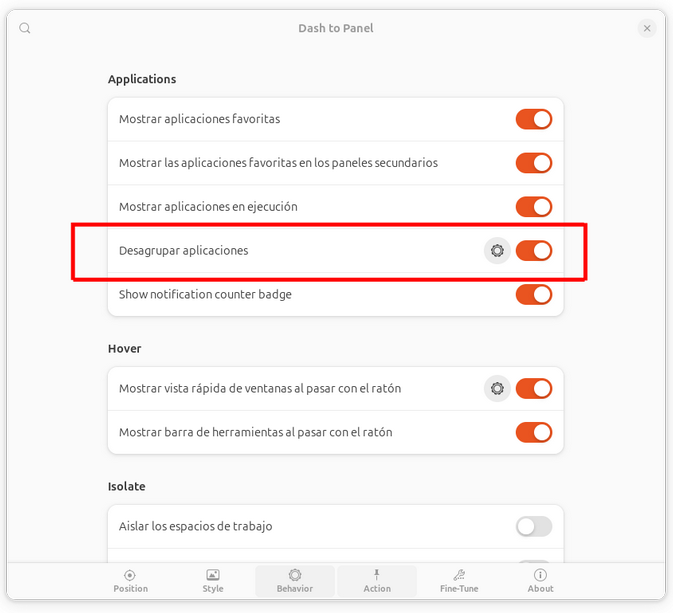 Dash to Panel
Applications
Mostrar aplicaciones favoritas
Mostrar las aplicaciones favoritas en los paneles secundarios
Mostrar aplicaciones en ejecución
Desagrupar aplicaciones
Show notification counter badge
Hover
Mostrar vista rápida de ventanas al pasar con el ratón
Mostrar barra de herramientas al pasar con el ratón
Isolate
Aislar los espacios de trabajo
Position Style Behavior Action Fine-Tune About